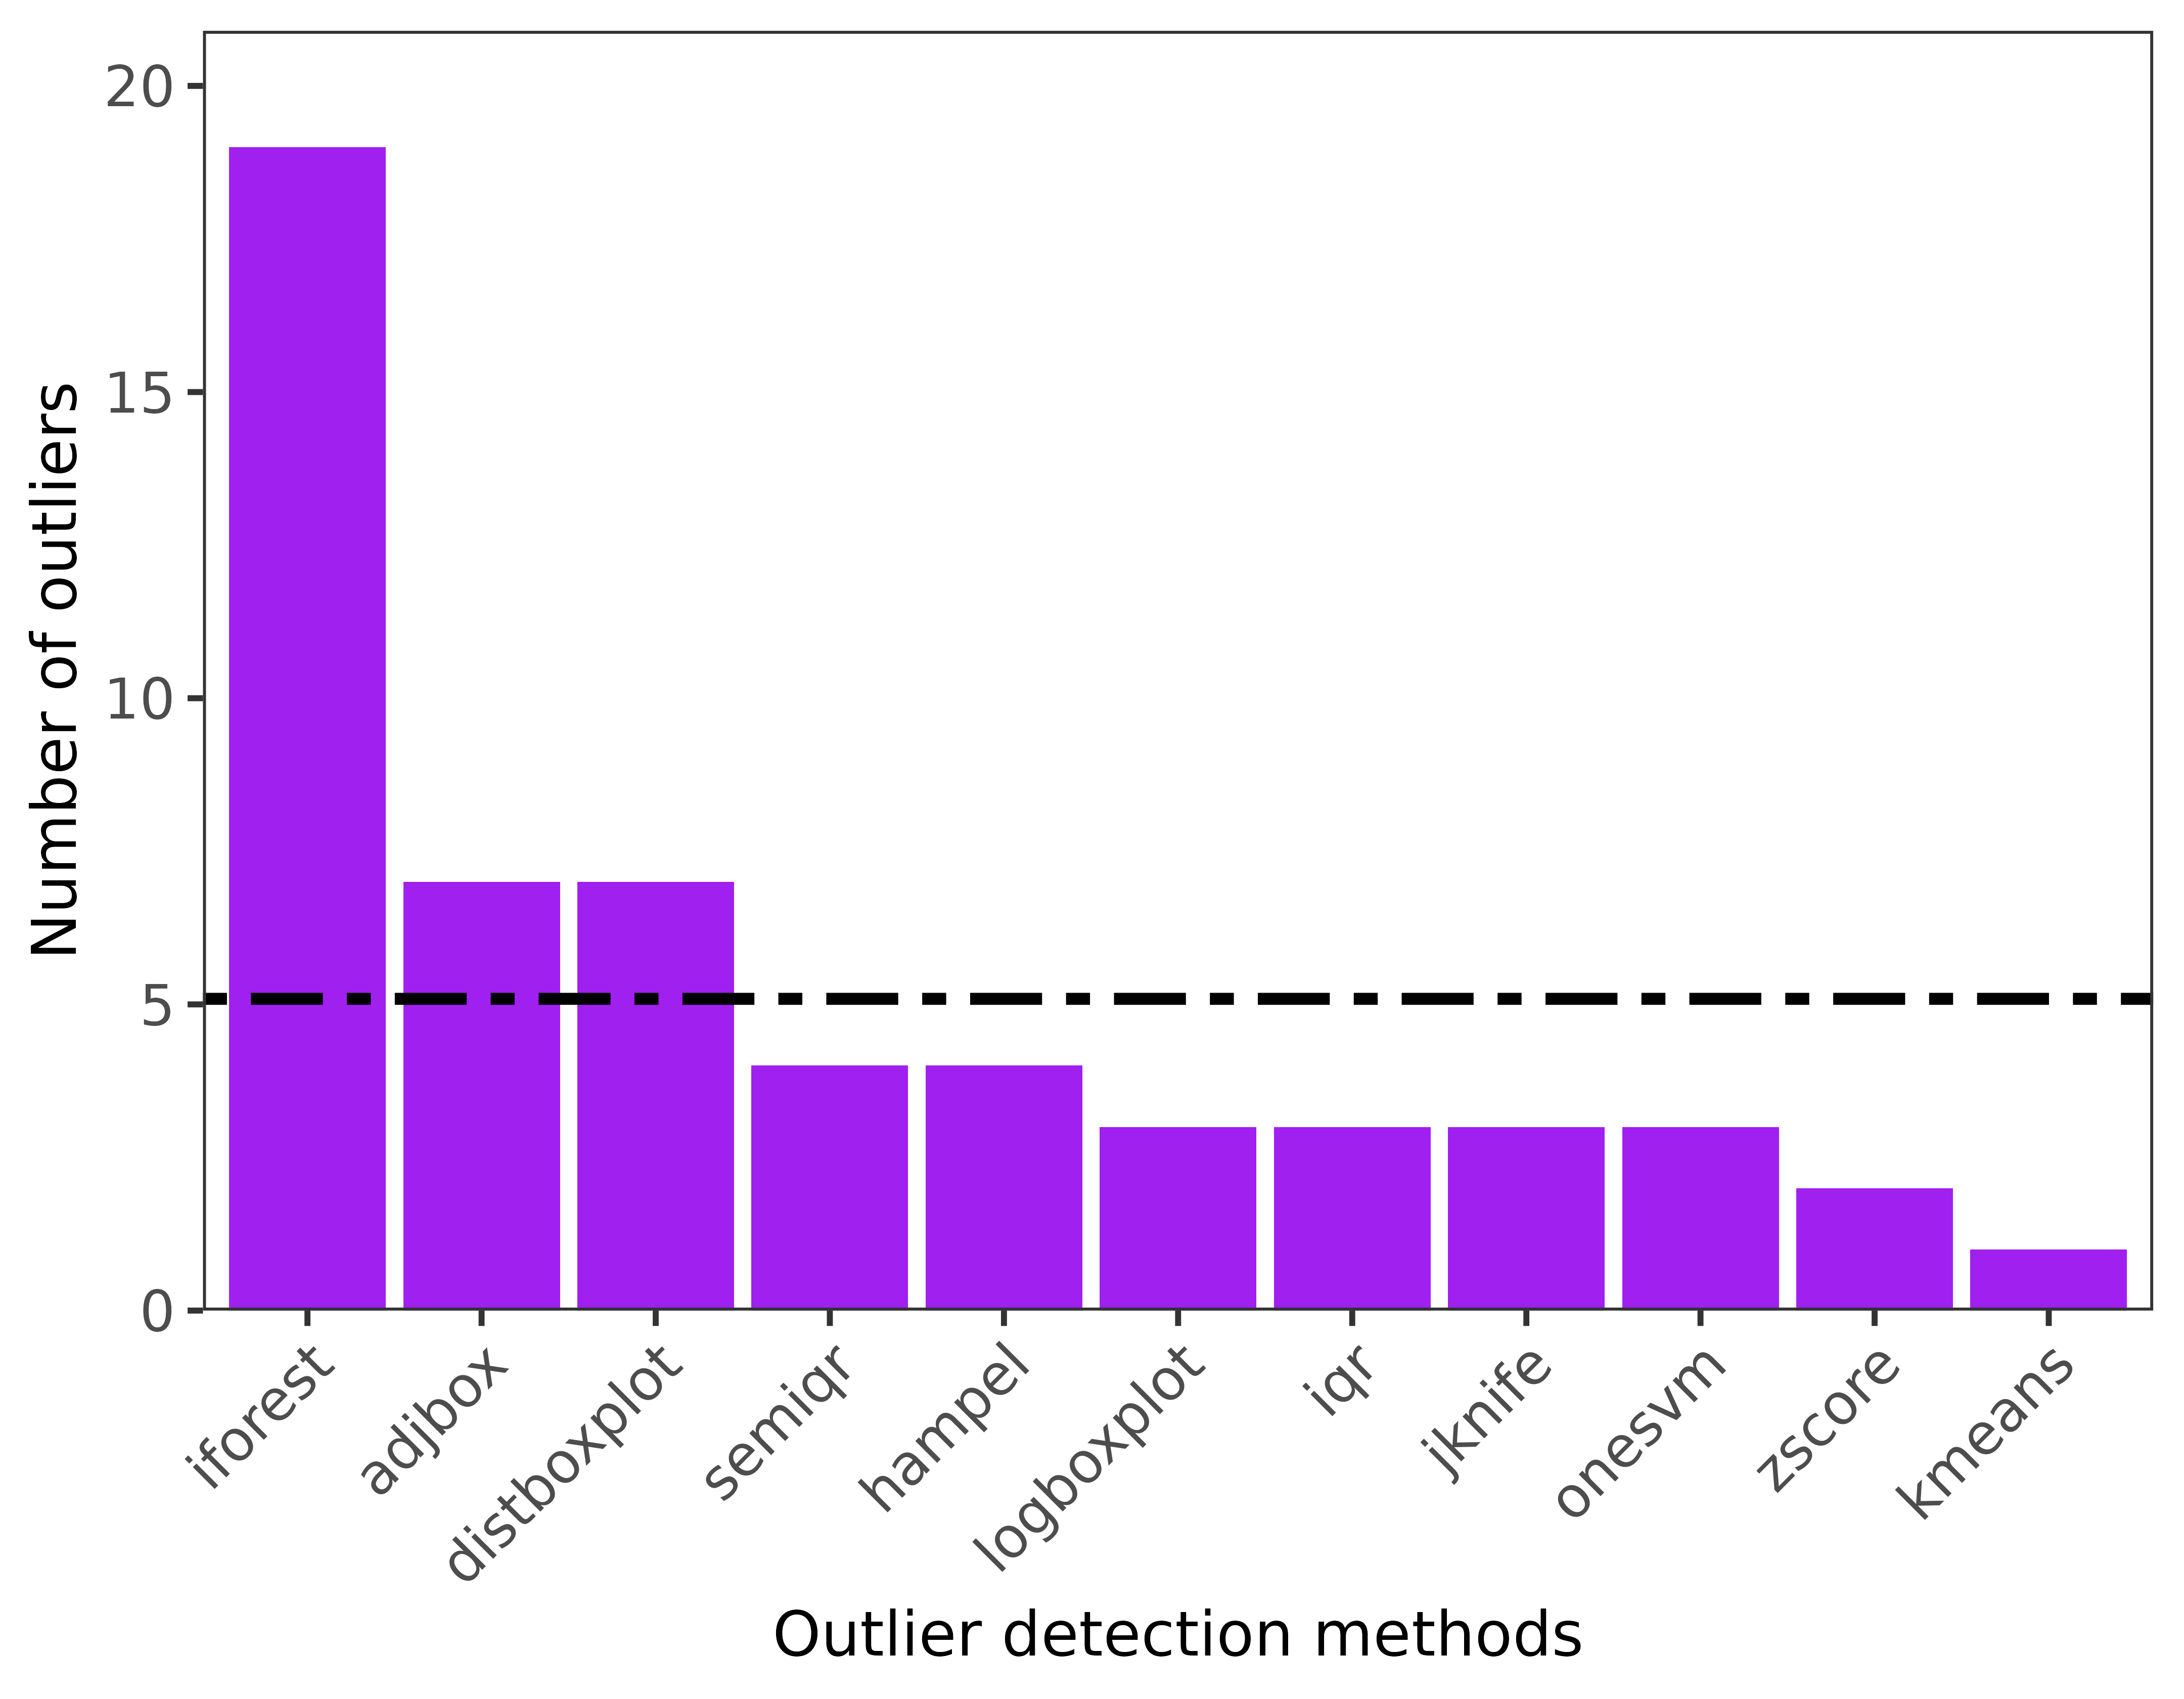 Number of outliers
20
15
10
5
0
iforest
adjbox
distboxplot
semiqr
hampel
logboxplot
iqr
jknife
onesvm
zscore
kmeans
Outlier detection methods